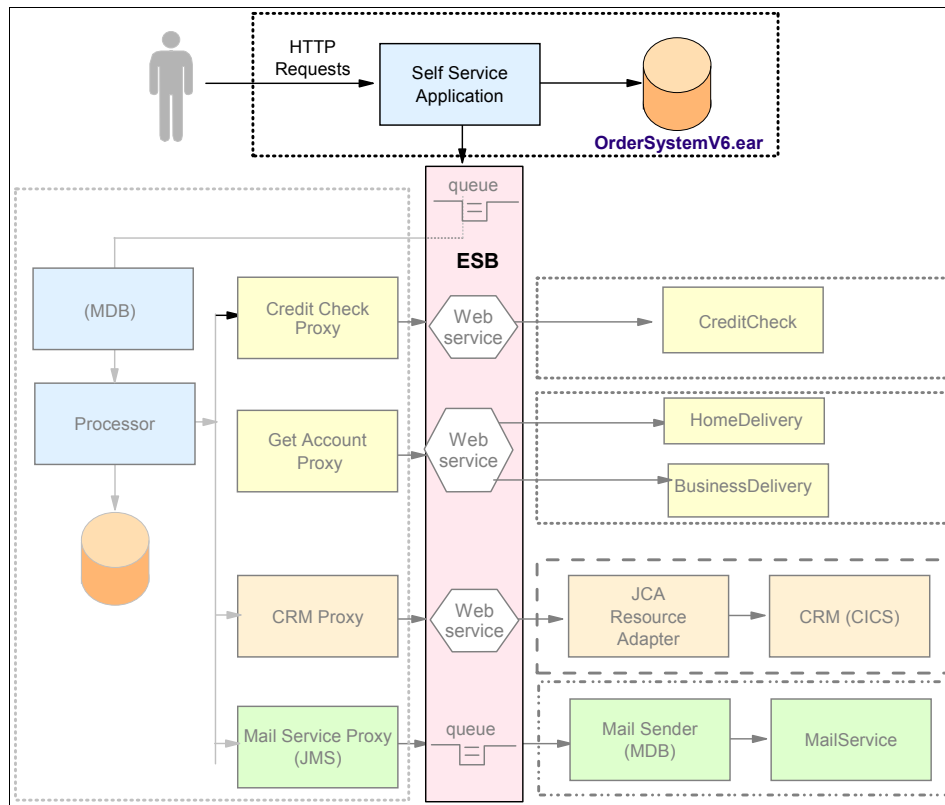 HTTP
Requests
Self Service
Application
OrderSystemV6.ear
queue
ESB
(MDB)
Credit Check
Proxy
Web
service
CreditCheck
Processor
Get Account
Proxy
Web
service
HomeDelivery
BusinessDelivery
CRM Proxy
Web
service
JCA
Resource
Adapter
CRM (CICS)
Mail Service Proxy
(JMS)
queue
Mail Sender
(MDB)
MailService